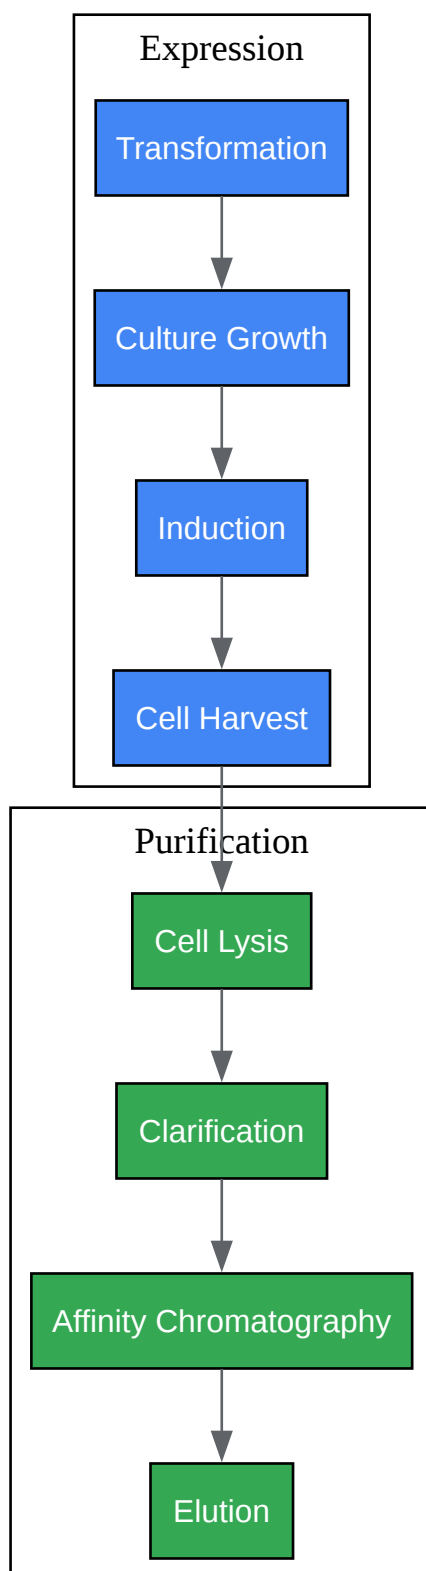 Expression
Transformation
Culture Growth
Induction
Cell Harvest
Purification
Cell Lysis
Clarification
Affinity Chromatography
Elution